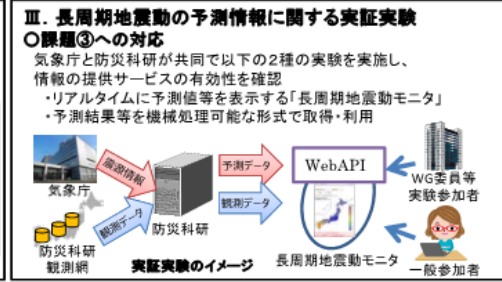 Ⅲ. 長周期地震動の予測情報に関する実証実験
〇課題③への対応
気象庁と防災科研が共同で以下の2種の実験を実施し、
情報の提供サービスの有効性を確認
・リアルタイムに予測値等を表示する「長周期地震動モニタ」
・予測結果等を機械処理可能な形式で取得・利用
気象庁
震源情報
防災科研
観測網
観測データ
防災科研
予測データ
観測データ
WebAPI
長周期地震動モニタ
WG委員等
実験参加者
一般参加者
実証実験のイメージ